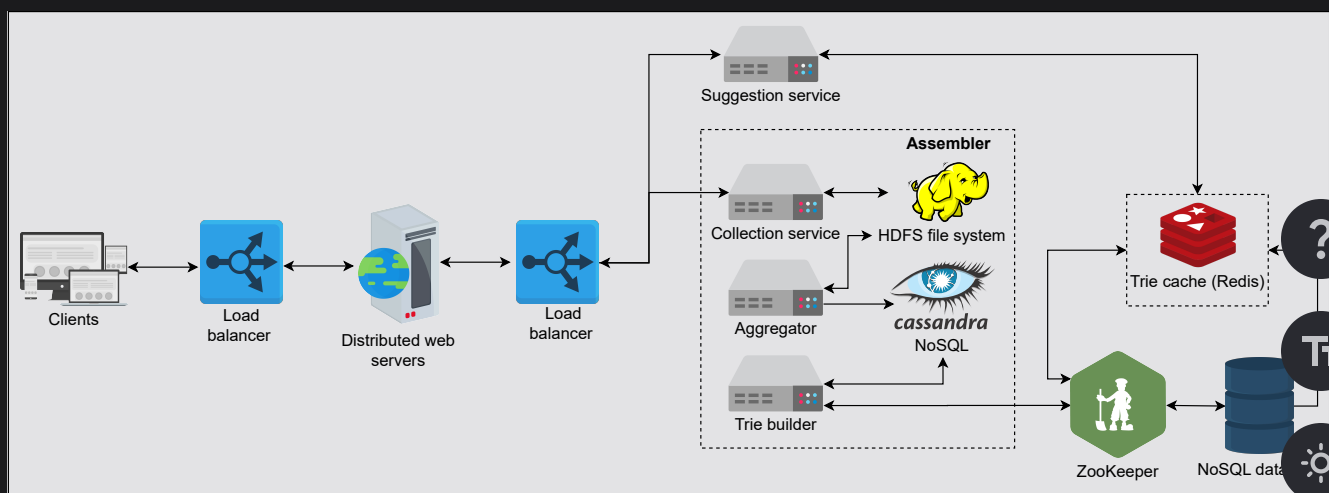 Suggestion service
Assembler
Collection service
HDFS file system
Trie cache (Redis)
Clients
Load
balancer
Distributed web
servers
Load
balancer
Aggregator
cassandra
NoSQL
Trie builder
ZooKeeper
NoSQL
?